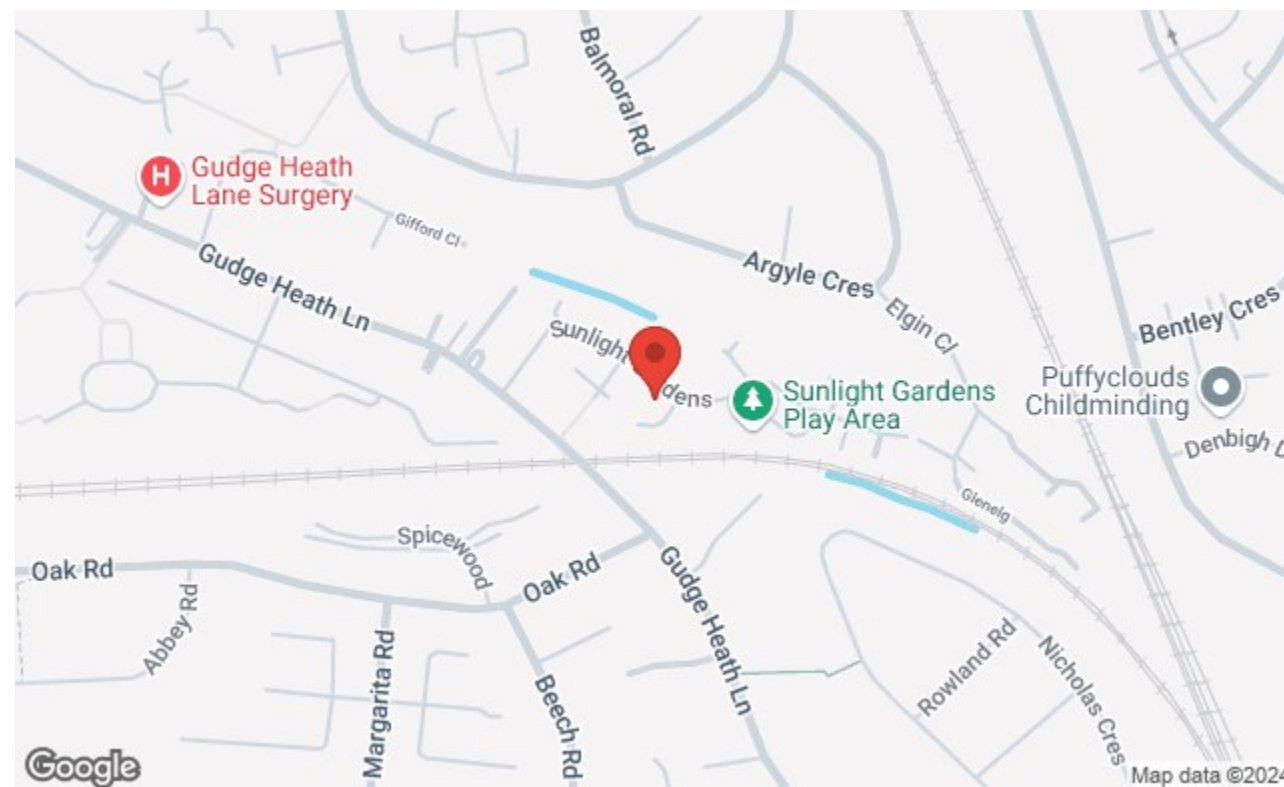 Balmoral Rd
Gudge Heath
Lane Surgery
Gifford Cl
Gudge Heath Ln
Argyle Cres
Elgin Cl
Bentley Cres
Sunlight Gardens
Sunlight Gardens
Play Area
Puffyclouds
Childminding
Denbigh D
Glenelg
Spicewood
Oak Rd
Oak Rd
Abbey Rd
Margarita Rd
Beech Rd
Gudge Heath Ln
Rowland Rd
Nicholas Cres
Google
Map data ©2024